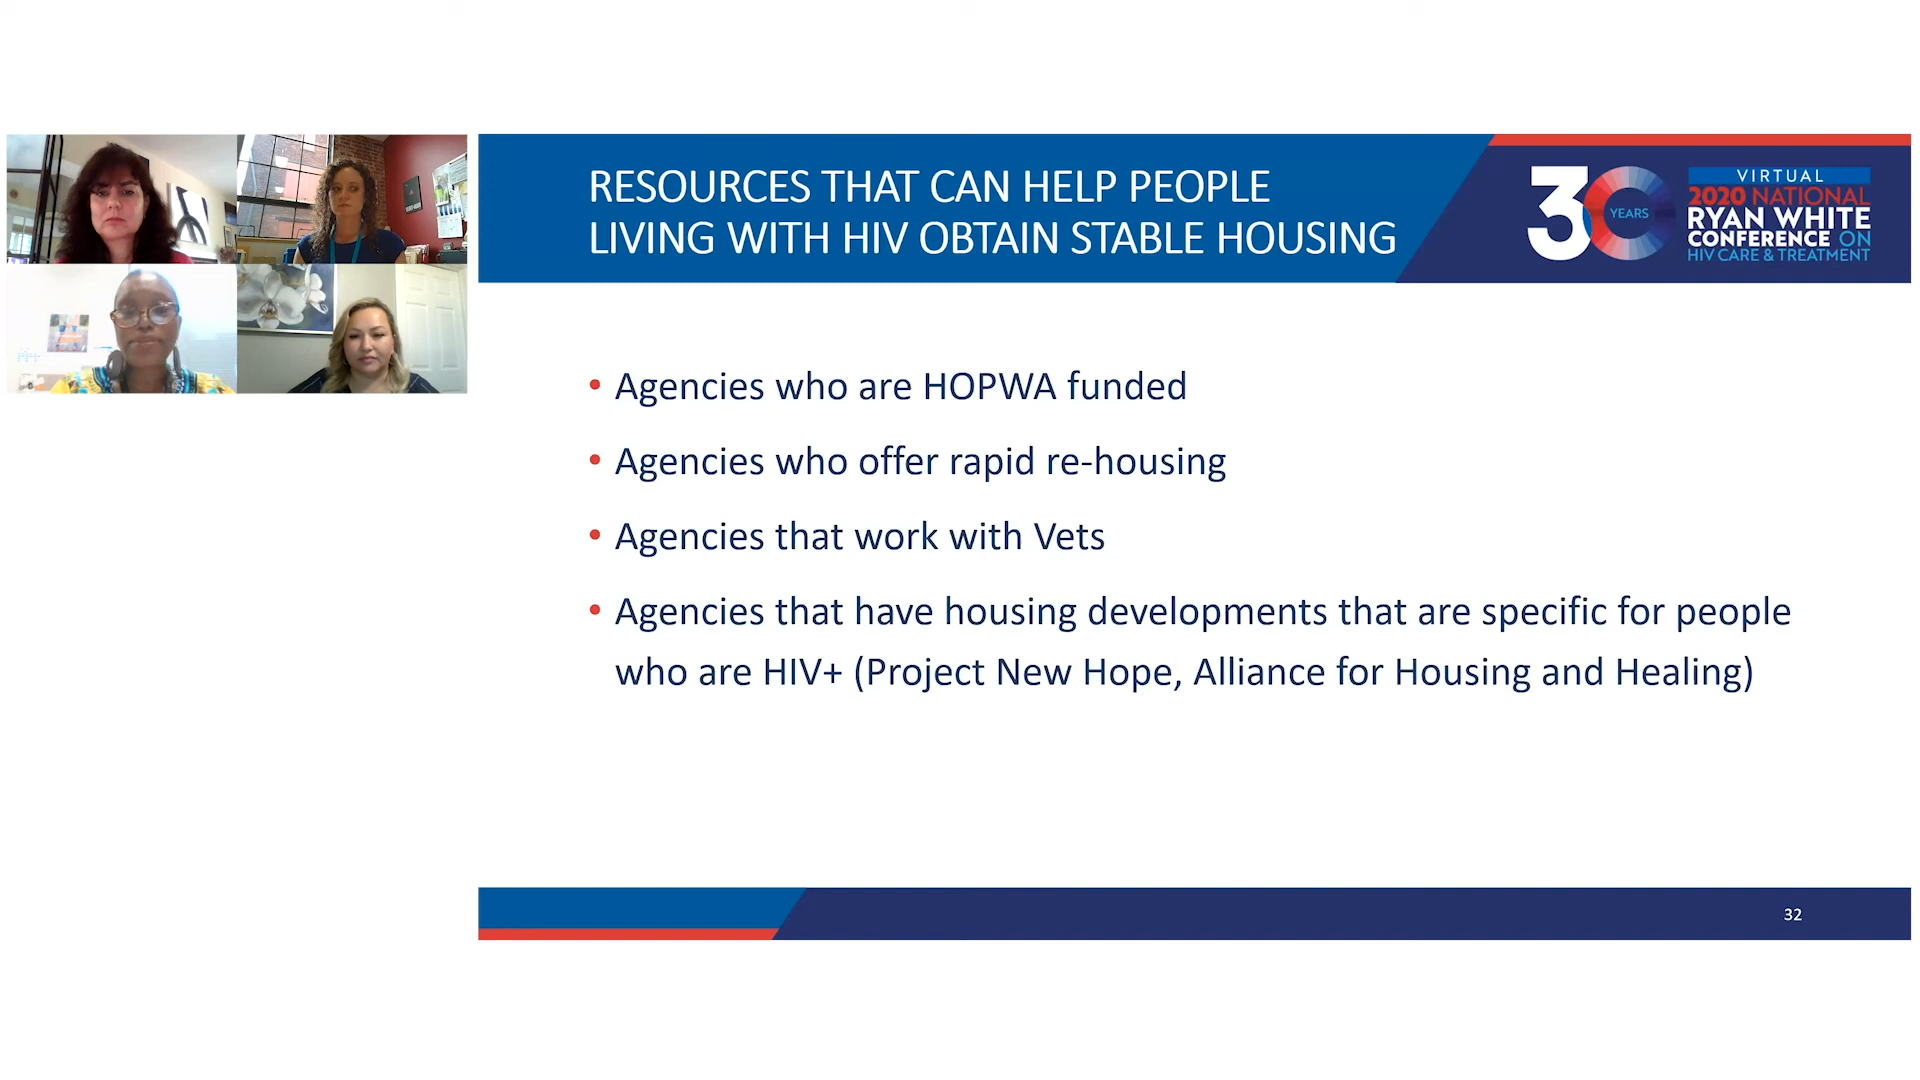 RESOURCES THAT CAN HELP PEOPLE
LIVING WITH HIV OBTAIN STABLE HOUSING
30
YEARS
VIRTUAL
2020 NATIONAL
RYAN WHITE
CONFERENCE ON
HIV CARE & TREATMENT
• Agencies who are HOPWA funded
• Agencies who offer rapid re-housing
• Agencies that work with Vets
• Agencies that have housing developments that are specific for people
who are HIV+ (Project New Hope, Alliance for Housing and Healing)
32